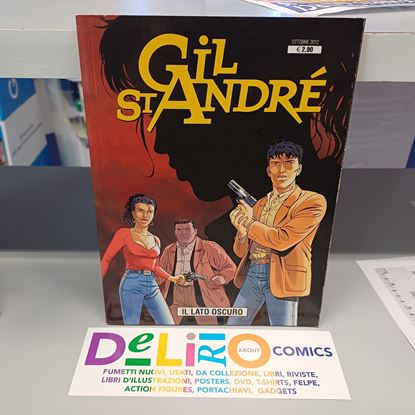 OTTOBRE 2012
€ 2,90
GIL
ST ANDRÉ
IL LATO OSCURO
DeLiRiO ABOUT COMICS
FUMETTI NUOVI, USATI, DA COLLEZIONE, LIBRI, RIVISTE,
LIBRI D'ILLUSTRAZIONI, POSTERS, DVD, T-SHIRTS, FELPE,
ACTION FIGURES, PORTACHIAVI, GADGETS